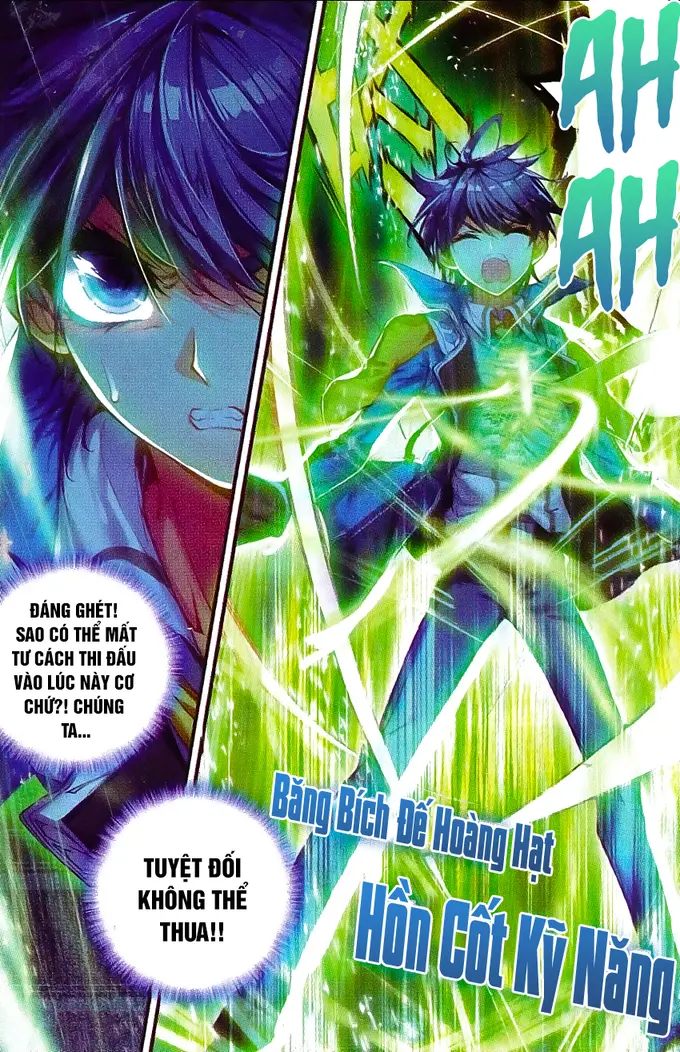 AH
AH
ĐÁNG GHÉT!
SAO CÓ THỂ MẤT
TƯ CÁCH THI ĐẤU
VÀO LÚC NÀY CƠ
CHỨ?! CHÚNG
TA...
TUYỆT ĐỐI
KHÔNG THỂ
THUA!!
Băng Bích Đế Hoàng Hạt
Hồn Cốt Kỹ Năng